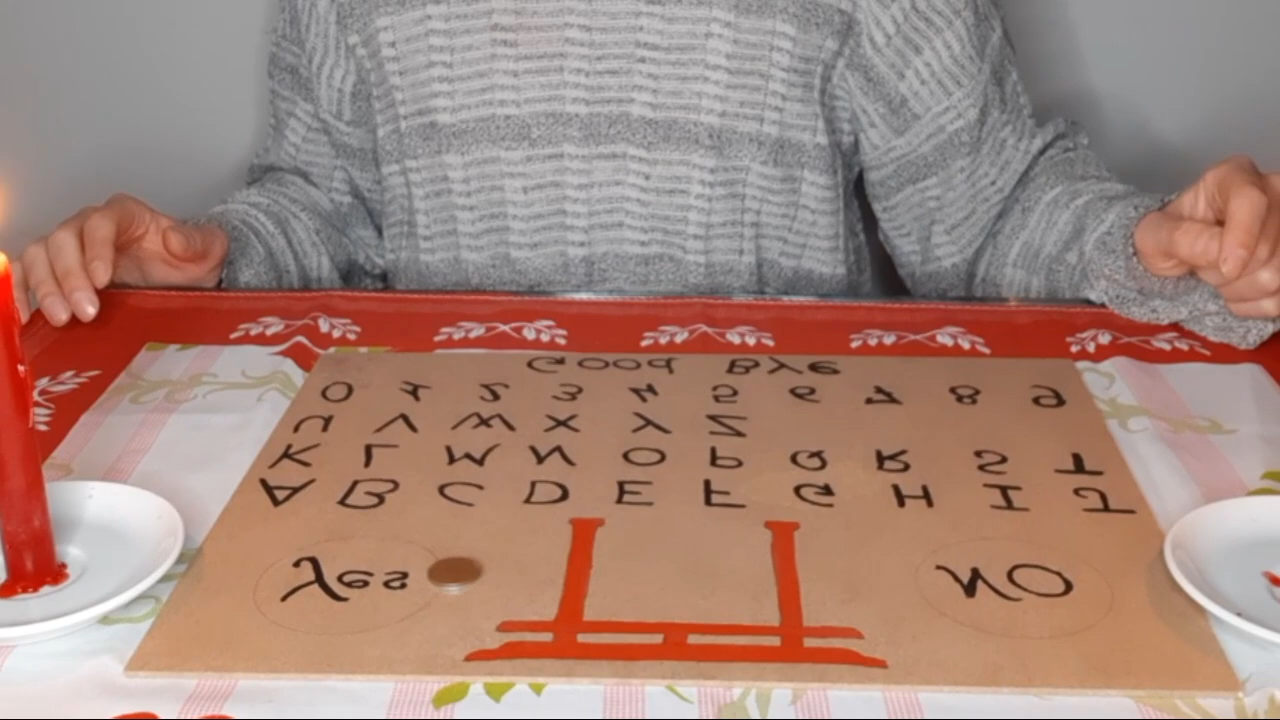 Yes NO
A B C D E F G H I J
K L M N O P Q R S T
U V W X Y Z
0 1 2 3 4 5 6 7 8 9
Good Bye